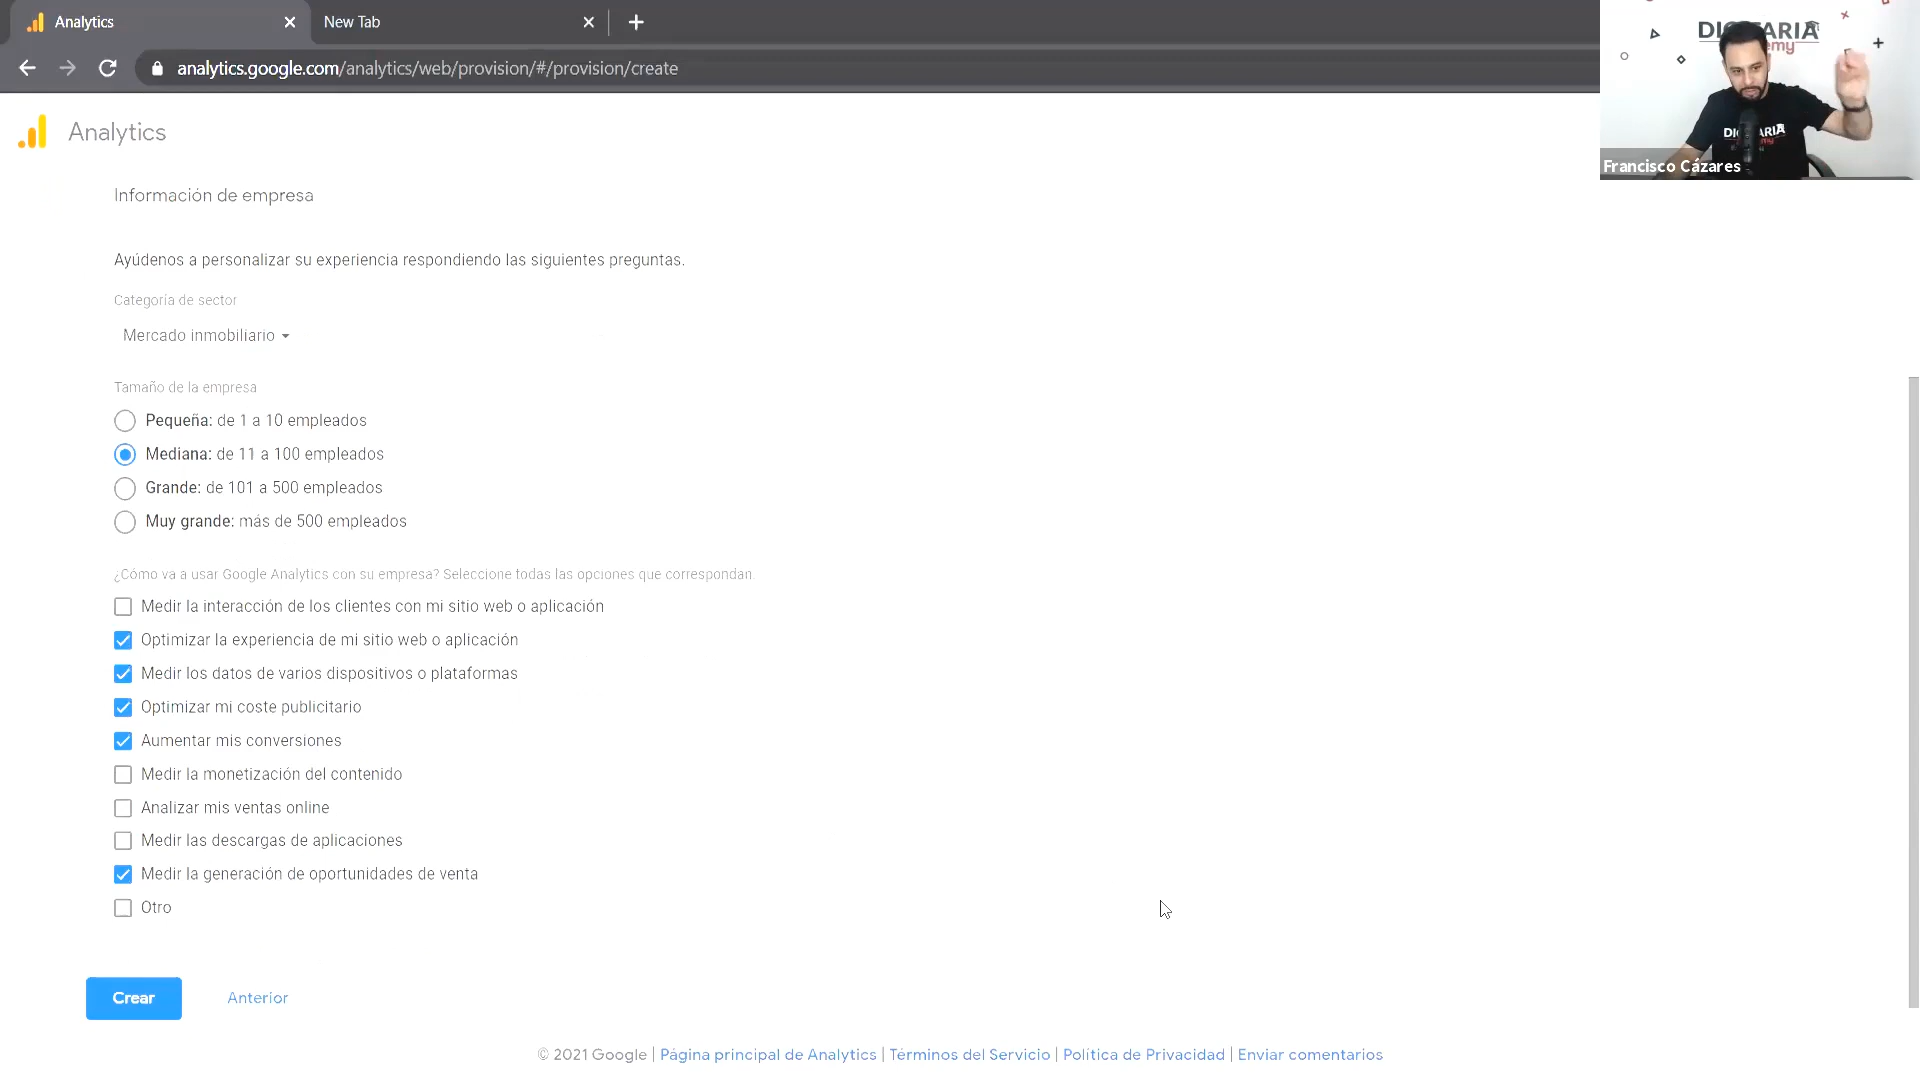 Analytics
New Tab
analytics.google.com/analytics/web/provision/#/provision/create
Analytics
Francisco Cázares
Información de empresa
Ayúdenos a personalizar su experiencia respondiendo las siguientes preguntas.
Categoría de sector
Mercado inmobiliario
Tamaño de la empresa
Pequeña: de 1 a 10 empleados
Mediana: de 11 a 100 empleados
Grande: de 101 a 500 empleados
Muy grande: más de 500 empleados
¿Cómo va a usar Google Analytics con su empresa? Seleccione todas las opciones que correspondan.
Medir la interacción de los clientes con mi sitio web o aplicación
Optimizar la experiencia de mi sitio web o aplicación
Medir los datos de varios dispositivos o plataformas
Optimizar mi coste publicitario
Aumentar mis conversiones
Medir la monetización del contenido
Analizar mis ventas online
Medir las descargas de aplicaciones
Medir la generación de oportunidades de venta
Otro
Crear
Anterior
© 2021 Google | Página principal de Analytics | Términos del Servicio | Política de Privacidad | Enviar comentarios